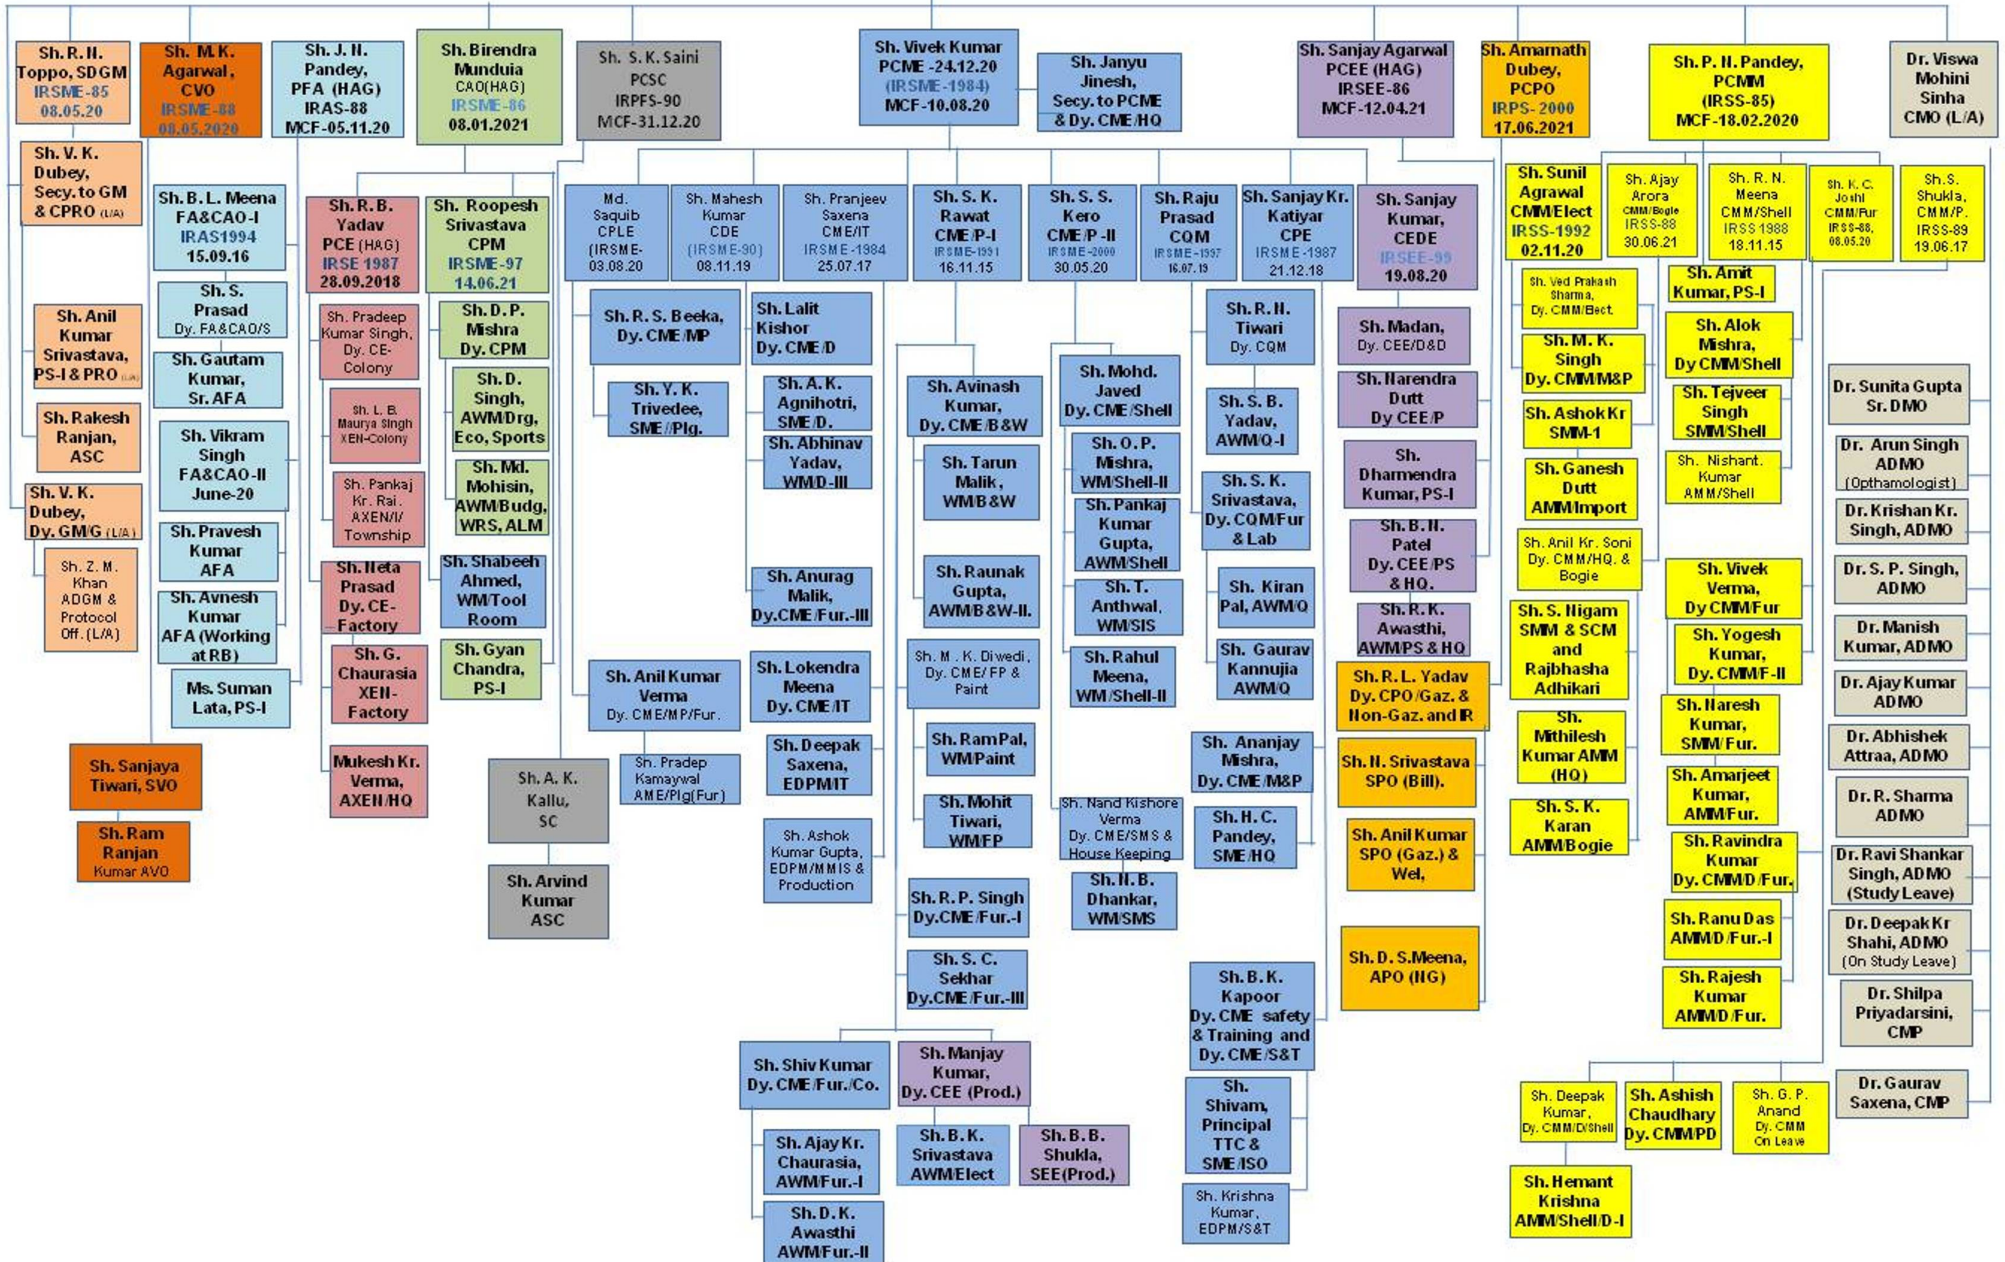 Sh. R. N.
Toppo, SDGM
IRSME-85
08.05.20
Sh. M. K.
Agarwal,
CVO
IRSME-88
08.05.2020
Sh. J. N.
Pandey,
PFA (HAG)
IRAS-88
MCF-05.11.20
Sh. Birendra
Munduia
CAO(HAG)
IRSME-86
08.01.2021
Sh. S. K. Saini
PCSC
IRPFS-90
MCF-31.12.20
Sh. Vivek Kumar
PCME -24.12.20
(IRSME-1984)
MCF-10.08.20
Sh. Janyu
Jinesh,
Secy. to PCME
& Dy. CME/HQ
Sh. Sanjay Agarwal
PCEE (HAG)
IRSEE-86
MCF-12.04.21
Sh. Amarnath
Dubey,
PCPO
IRPS- 2000
17.06.2021
Sh. P. N. Pandey,
PCMM
(IRSS-85)
MCF-18.02.2020
Dr. Viswa
Mohini
Sinha
CMO (L/A)
Sh. V. K.
Dubey,
Secy. to GM
& CPRO (L/A)
Sh. Anil
Kumar
Srivastava,
PS-I & PRO (L/A)
Sh. Rakesh
Ranjan,
ASC
Sh. V. K.
Dubey,
Dy. GM/G (L/A)
Sh. Z. M.
Khan
ADGM &
Protocol
Off. (L/A)
Sh. Sanjaya
Tiwari, SVO
Sh. Ram
Ranjan
Kumar AVO
Sh. B. L. Meena
FA&CAO-I
IRAS1994
15.09.16
Sh. S.
Prasad
Dy. FA&CAO/S
Sh. Gautam
Kumar,
Sr. AFA
Sh. Vikram
Singh
FA&CAO-II
June-20
Sh. Pravesh
Kumar
AFA
Sh. Avnesh
Kumar
AFA (Working
at RB)
Ms. Suman
Lata, PS-I
Sh. R. B.
Yadav
PCE (HAG)
IRSE 1987
28.09.2018
Sh. Pradeep
Kumar Singh,
Dy. CE-
Colony
Sh. L. B.
Maurya Singh
XEN-Colony
Sh. Pankaj
Kr. Rai.
AXEN/I/
Township
Sh. Neta
Prasad
Dy. CE-
Factory
Sh. G.
Chaurasia
XEN-
Factory
Mukesh Kr.
Verma,
AXEN/HQ
Sh. Roopesh
Srivastava
CPM
IRSME-97
14.06.21
Sh. D. P.
Mishra
Dy. CPM
Sh. D.
Singh,
AWM/Drg,
Eco, Sports
Sh. Md.
Mohisin,
AWM/Budg,
WRS, ALM
Sh. Shabeeh
Ahmed,
WM/Tool
Room
Sh. Gyan
Chandra,
PS-I
Sh. A. K.
Kallu,
SC
Sh. Arvind
Kumar
ASC
Md.
Saquib
CPLE
(IRSME-
03.08.20
Sh. R. S. Beeka,
Dy. CME/MP
Sh. Y. K.
Trivedee,
SME//Plg.
Sh. Anil Kumar
Verma
Dy. CME/MP/Fur.
Sh. Pradep
Kamaywal
AME/Plg(Fur)
Sh. Mahesh
Kumar
CDE
(IRSME-90)
08.11.19
Sh. Lalit
Kishor
Dy. CME/D
Sh. A. K.
Agnihotri,
SME/D.
Sh. Abhinav
Yadav,
WM/D-III
Sh. Anurag
Malik,
Dy.CME/Fur.-III
Sh. Pranjeev
Saxena
CME/IT
IRSME-1984
25.07.17
Sh. Lokendra
Meena
Dy. CME/IT
Sh. Deepak
Saxena,
EDPM/IT
Sh. Ashok
Kumar Gupta,
EDPM/MMIS &
Production
Sh. S. K.
Rawat
CME/P-I
IRSME-1991
16.11.15
Sh. Avinash
Kumar,
Dy. CME/B&W
Sh. Tarun
Malik,
WM/B&W
Sh. Raunak
Gupta,
AWM/B&W-II.
Sh. M. K. Diwedi,
Dy. CME/ FP &
Paint
Sh. Ram Pal,
WM/Paint
Sh. Mohit
Tiwari,
WM/FP
Sh. R. P. Singh
Dy.CME/Fur.-I
Sh. S. C.
Sekhar
Dy.CME/Fur.-III
Sh. Shiv Kumar
Dy. CME/Fur./Co.
Sh. Ajay Kr.
Chaurasia,
AWM/Fur.-I
Sh. D. K.
Awasthi
AWM/Fur.-II
Sh. Manjay
Kumar,
Dy. CEE (Prod.)
Sh. B. K.
Srivastava
AWM/Elect
Sh. B. B.
Shukla,
SEE(Prod.)
Sh. S. S.
Kero
CME/P-II
IRSME-2000
30.05.20
Sh. Mohd.
Javed
Dy. CME/Shell
Sh. O. P.
Mishra,
WM/Shell-II
Sh. Pankaj
Kumar
Gupta,
AWM/Shell
Sh. T.
Anthwal,
WM/SIS
Sh. Rahul
Meena,
WM/Shell-II
Sh. Nand Kishore
Verma
Dy. CME/SMS &
House Keeping
Sh. N. B.
Dhankar,
WM/SMS
Sh. Raju
Prasad
CQM
IRSME-1997
16.07.19
Sh. R. N.
Tiwari
Dy. CQM
Sh. S. B.
Yadav,
AWM/Q-I
Sh. S. K.
Srivastava,
Dy. CQM/Fur
& Lab
Sh. Kiran
Pal, AWM/Q
Sh. Gaurav
Kannujia
AWM/Q
Sh. Sanjay Kr.
Katiyar
CPE
IRSME-1987
21.12.18
Sh. Ananjay
Mishra,
Dy. CME/M&P
Sh. H. C.
Pandey,
SME/HQ
Sh. B. K.
Kapoor
Dy. CME safety
& Training and
Dy. CME/S&T
Sh.
Shivam,
Principal
TTC &
SME/ISO
Sh. Krishna
Kumar,
EDPM/S&T
Sh. Sanjay
Kumar,
CEDE
IRSEE-99
19.08.20
Sh. Madan,
Dy. CEE/D&D
Sh. Narendra
Dutt
Dy CEE/P
Sh.
Dharmendra
Kumar, PS-I
Sh. B. N.
Patel
Dy. CEE/PS
& HQ.
Sh. R. K.
Awasthi,
AWM/PS & HQ
Sh. R. L. Yadav
Dy. CPO/Gaz. &
Non-Gaz. and IR
Sh. N. Srivastava
SPO (Bill).
Sh. Anil Kumar
SPO (Gaz.) &
Wel,
Sh. D. S.Meena,
APO (NG)
Sh. Sunil
Agrawal
CMM/Elect
IRSS-1992
02.11.20
Sh. Ved Prakash
Sharma,
Dy. CMM/Elect.
Sh. M. K.
Singh
Dy. CMM/M&P
Sh. Ashok Kr
SMM-1
Sh. Ganesh
Dutt
AMM/Import
Sh. Ajay
Arora
CMM/Bogie
IRSS-88
30.06.21
Sh. Anil Kr. Soni
Dy. CMM/HQ. &
Bogie
Sh. S. Nigam
SMM & SCM
and
Rajbhasha
Adhikari
Sh.
Mithilesh
Kumar AMM
(HQ)
Sh. S. K.
Karan
AMM/Bogie
Sh. R. N.
Meena
CMM/Shell
IRSS 1988
18.11.15
Sh. Amit
Kumar, PS-I
Sh. Alok
Mishra,
Dy CMM/Shell
Sh. Tejveer
Singh
SMM/Shell
Sh. Nishant.
Kumar
AMM/Shell
Sh. K. C.
Joshi
CMM/Fur
IRSS-88,
08.05.20
Sh. Vivek
Verma,
Dy CMM/Fur
Sh. Yogesh
Kumar,
Dy. CMM/F-II
Sh. Naresh
Kumar,
SMM/ Fur.
Sh. Amarjeet
Kumar,
AMM/Fur.
Sh. Ravindra
Kumar
Dy. CMM/D/Fur.
Sh. Ranu Das
AMM/D/Fur.-I
Sh. Rajesh
Kumar
AMM/D/Fur.
Sh. S.
Shukla,
CMM/P.
IRSS-89
19.06.17
Sh. Deepak
Kumar,
Dy. CMM/D/Shell
Sh. Hemant
Krishna
AMM/Shell/D-I
Sh. Ashish
Chaudhary
Dy. CMM/PD
Sh. G. P.
Anand
Dy. CMM
On Leave
Dr. Sunita Gupta
Sr. DMO
Dr. Arun Singh
ADMO
(Opthamologist)
Dr. Krishan Kr.
Singh, ADMO
Dr. S. P. Singh,
ADMO
Dr. Manish
Kumar, ADMO
Dr. Ajay Kumar
ADMO
Dr. Abhishek
Attraa, ADMO
Dr. R. Sharma
ADMO
Dr. Ravi Shankar
Singh, ADMO
(Study Leave)
Dr. Deepak Kr
Shahi, ADMO
(On Study Leave)
Dr. Shilpa
Priyadarsini,
CMP
Dr. Gaurav
Saxena, CMP